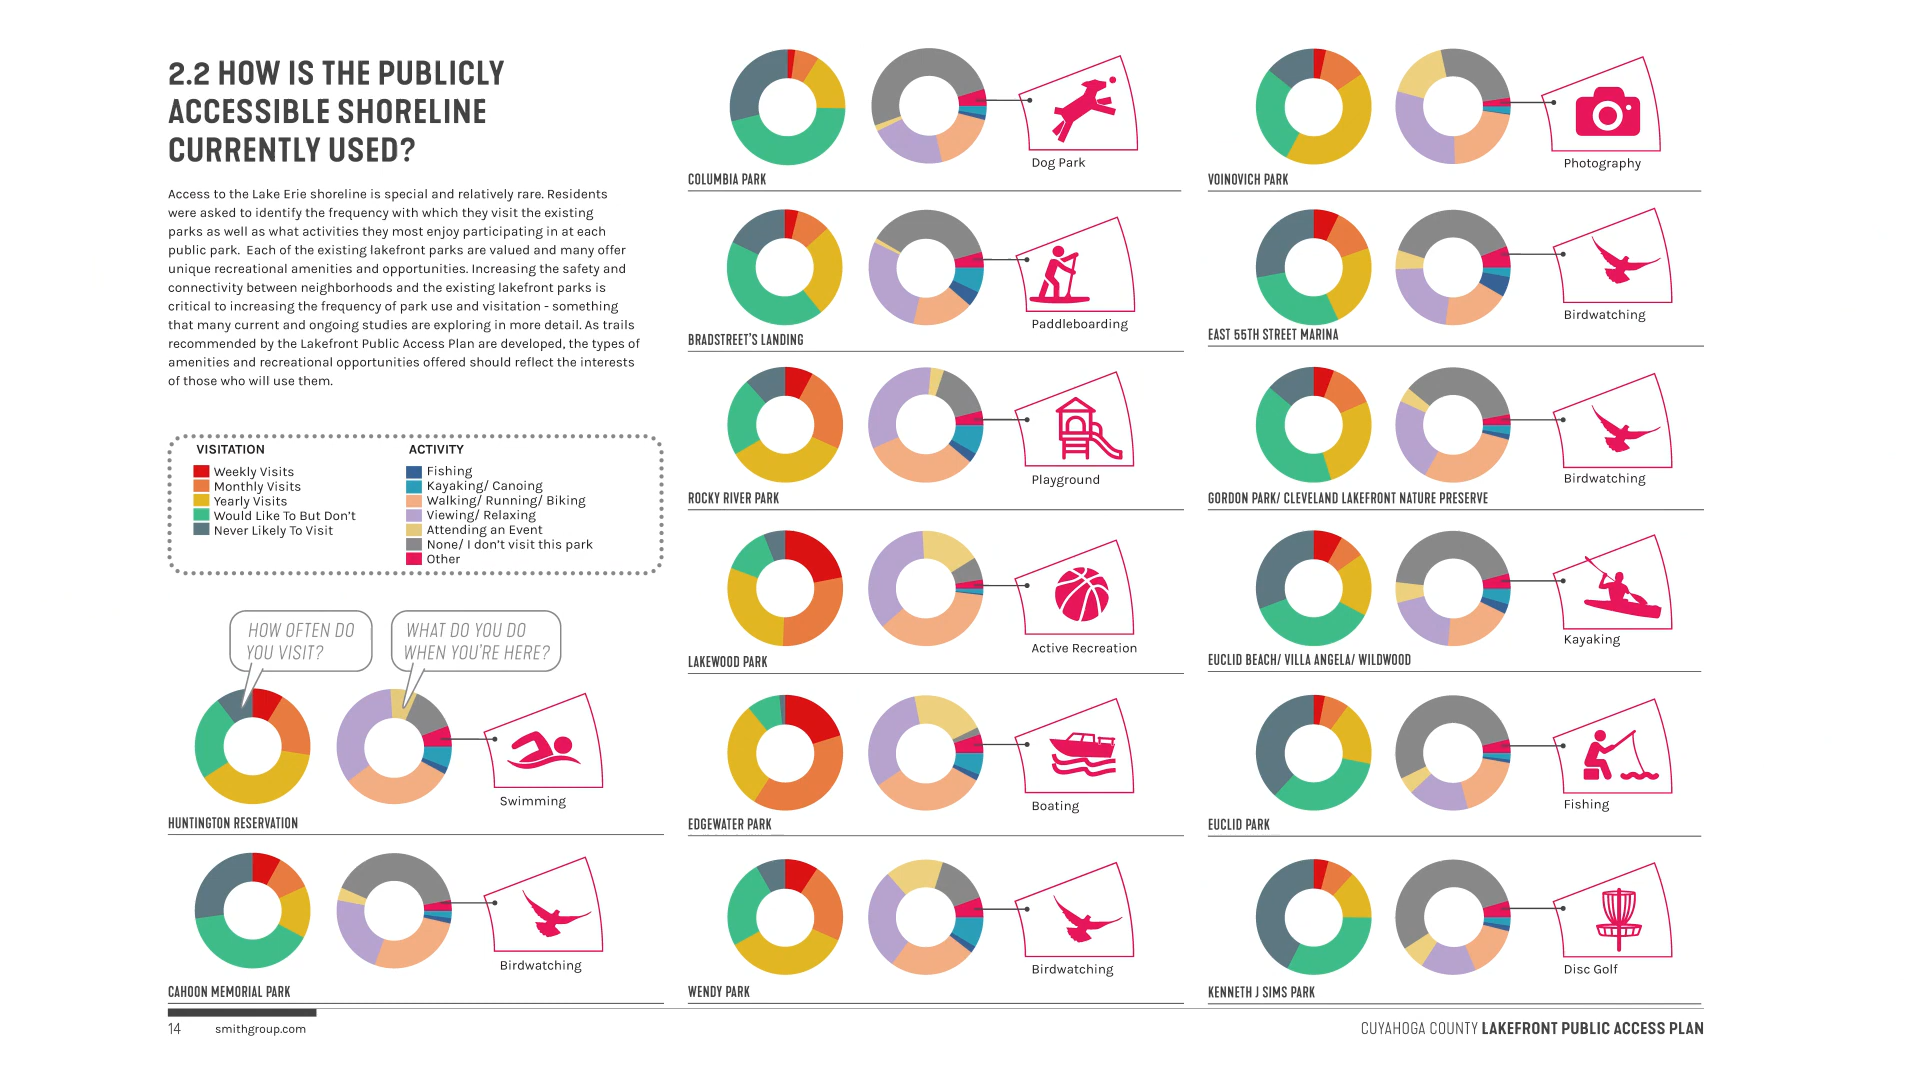 2.2 HOW IS THE PUBLICLY
ACCESSIBLE SHORELINE
CURRENTLY USED?
Access to the Lake Erie shoreline is special and relatively rare. Residents
were asked to identify the frequency with which they visit the existing
parks as well as what activities they most enjoy participating in at each
public park.  Each of the existing lakefront parks are valued and many offer
unique recreational amenities and opportunities. Increasing the safety and
connectivity between neighborhoods and the existing lakefront parks is
critical to increasing the frequency of park use and visitation - something
that many current and ongoing studies are exploring in more detail. As trails
recommended by the Lakefront Public Access Plan are developed, the types of
amenities and recreational opportunities offered should reflect the interests
of those who will use them.
VISITATION
Weekly Visits
Monthly Visits
Yearly Visits
Would Like To But Don't
Never Likely To Visit
ACTIVITY
Fishing
Kayaking/ Canoing
Walking/ Running/ Biking
Viewing/ Relaxing
Attending an Event
None/ I don't visit this park
Other
HOW OFTEN DO
YOU VISIT?
WHAT DO YOU DO
WHEN YOU'RE HERE?
Swimming
HUNTINGTON RESERVATION
Birdwatching
CAHOON MEMORIAL PARK
Dog Park
COLUMBIA PARK
Paddleboarding
BRADSTREET'S LANDING
Playground
ROCKY RIVER PARK
Active Recreation
LAKEWOOD PARK
Boating
EDGEWATER PARK
Birdwatching
WENDY PARK
Photography
VOINOVICH PARK
Birdwatching
EAST 55TH STREET MARINA
Birdwatching
GORDON PARK/ CLEVELAND LAKEFRONT NATURE PRESERVE
Kayaking
EUCLID BEACH/ VILLA ANGELA/ WILDWOOD
Fishing
EUCLID PARK
Disc Golf
KENNETH J SIMS PARK
14 smithgroup.com
CUYAHOGA COUNTY LAKEFRONT PUBLIC ACCESS PLAN